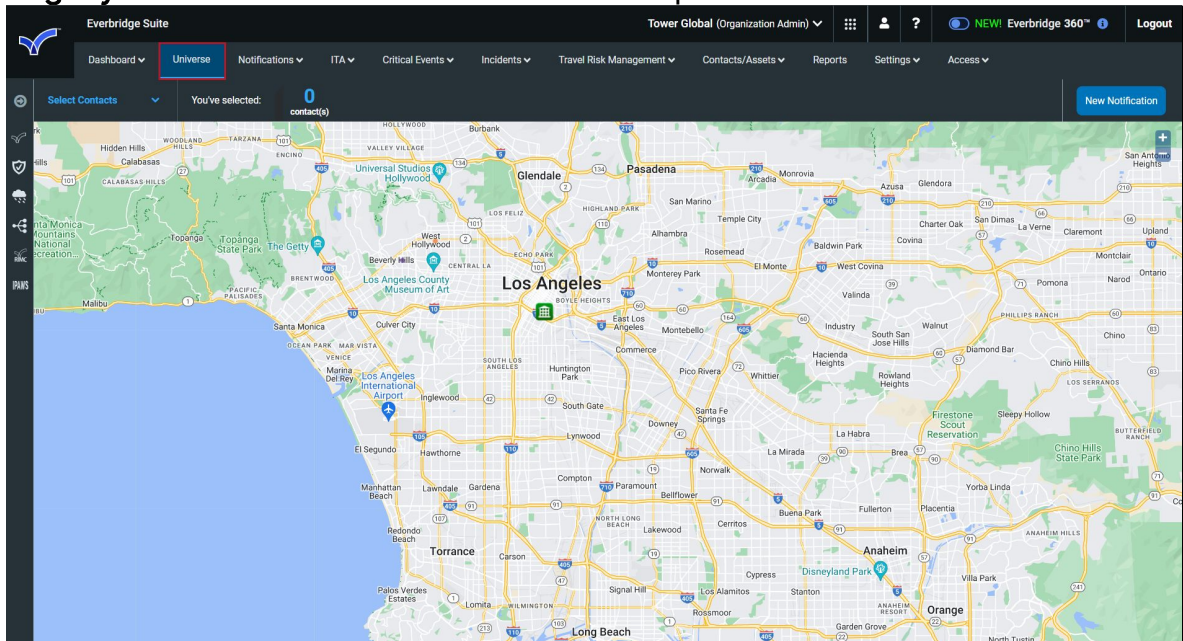 Everbridge Suite
Tower Global (Organization Admin)
?
NEW! Everbridge 360™
Logout
Dashboard
Universe
Notifications
ITA
Critical Events
Incidents
Travel Risk Management
Contacts/Assets
Reports
Settings
Access
Select Contacts
You've selected:
0
contact(s)
New Notification
IPAWS
HOLLYWOOD
Burbank
Hidden Hills
WOODLAND
HILLS
TARZANA
ENCINO
VALLEY VILLAGE
Calabasas
CALABASAS HILLS
Universal Studios
Hollywood
Glendale
Pasadena
Arcadia
Monrovia
Azusa
Glendora
San Antonio
Heights
LOS FELIZ
HIGHLAND PARK
San
Marino
Temple City
Charter Oak
San Dimas
La Verne
Claremont
Upland
Topanga
Topanga
State Park
The Getty
West
Hollywood
Beverly Hills
CENTRAL LA
ECHO PARK
Alhambra
Rosemead
Baldwin Park
Covina
Montclair
El Monte
West Covina
BRENTWOOD
Los Angeles County
Museum of Art
Los Angeles
Monterey
Park
Pomona
Narod
Ontario
Malibu
PACIFIC
PALISADES
BOYLE HEIGHTS
East Los
Angeles
Montebello
Valinda
PHILLIPS RANCH
Santa Monica
Culver City
Industry
South San
Jose Hills
Walnut
Chino
OCEAN PARK
MAR VISTA
VENICE
Marina
Del Rey
SOUTH LOS
ANGELES
Commerce
Hacienda
Heights
Diamond Bar
Chino Hills
Los Angeles
International
Airport
Inglewood
Huntington
Park
Pico Rivera
Whittier
Rowland
Heights
LOS SERRANOS
South Gate
Downey
Santa Fe
Springs
Firestone
Scout
Reservation
Sleepy Hollow
BUTTERFIELD
RANCH
El Segundo
Hawthorne
Lynwood
La Habra
La Mirada
Brea
Chino Hills
State Park
Norwalk
Manhattan
Beach
Lawndale
Gardena
Compton
Paramount
Bellflower
Yorba Linda
Redondo
Beach
NORTH LONG
BEACH
Lakewood
Cerritos
Buena Park
Fullerton
Placentia
ANAHEIM HILLS
Torrance
Carson
Anaheim
Cypress
Disneyland Park
Villa Park
Palos Verdes
Estates
Lomita
WILMINGTON
Signal Hill
Los Alamitos
Stanton
ANAHEIM
RESORT
Orange
Rossmoor
Long Beach
Garden
Grove
North Tustin